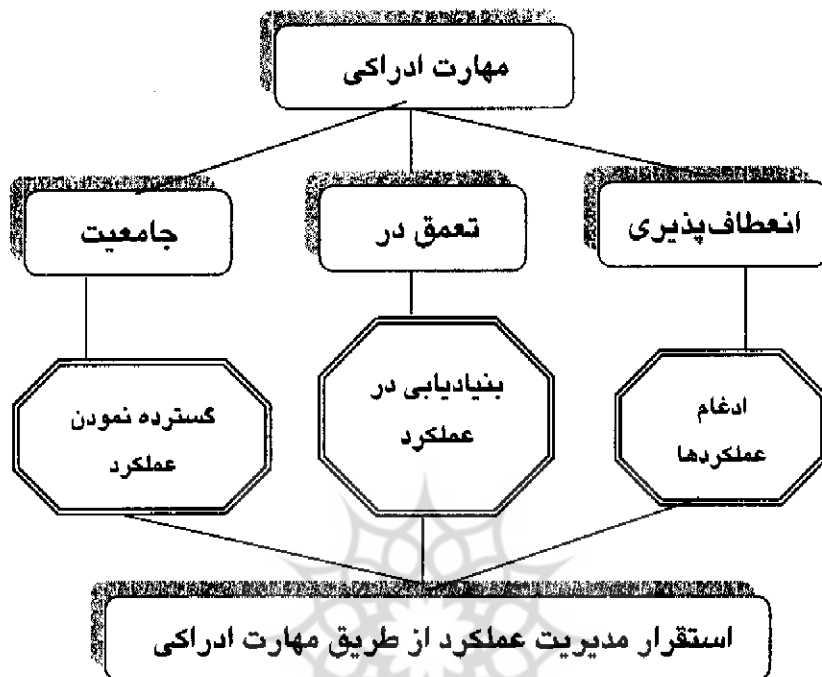 مهارت ادراکی
انعطاف‌پذیری
تعمق در
جامعیت
ادغام
عملکردها
بنیادیابی در
عملکرد
گسترده نمودن
عملکرد
استقرار مدیریت عملکرد از طریق مهارت ادراکی